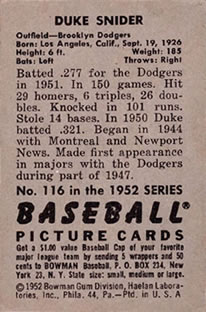 DUKE SNIDER
Outfield—Brooklyn Dodgers
Born: Los Angeles, Calif., Sept. 19, 1926
Height: 6 ft. Weight: 185
Bats: Left Throws: Right
Batted .277 for the Dodgers
in 1951. In 150 games. Hit
29 homers, 6 triples, 26 dou-
bles. Knocked in 101 runs.
Stole 14 bases. In 1950 Duke
batted .321. Began in 1944
with Montreal and Newport
News. Made first appearance
in majors with the Dodgers
during part of 1947.
No. 116 in the 1952 SERIES
BASEBALL
PICTURE CARDS
Get a $1.00 value Baseball Cap of your favorite
major league team by sending 5 wrappers and 50
cents to BOWMAN Baseball, P. O. BOX 234, New
York 23, N. Y. State size: small, medium or large.
©1952 Bowman Gum Division, Haelan Labora-
tories, Inc., Phila. 44, Pa.—Ptd. in U. S. A